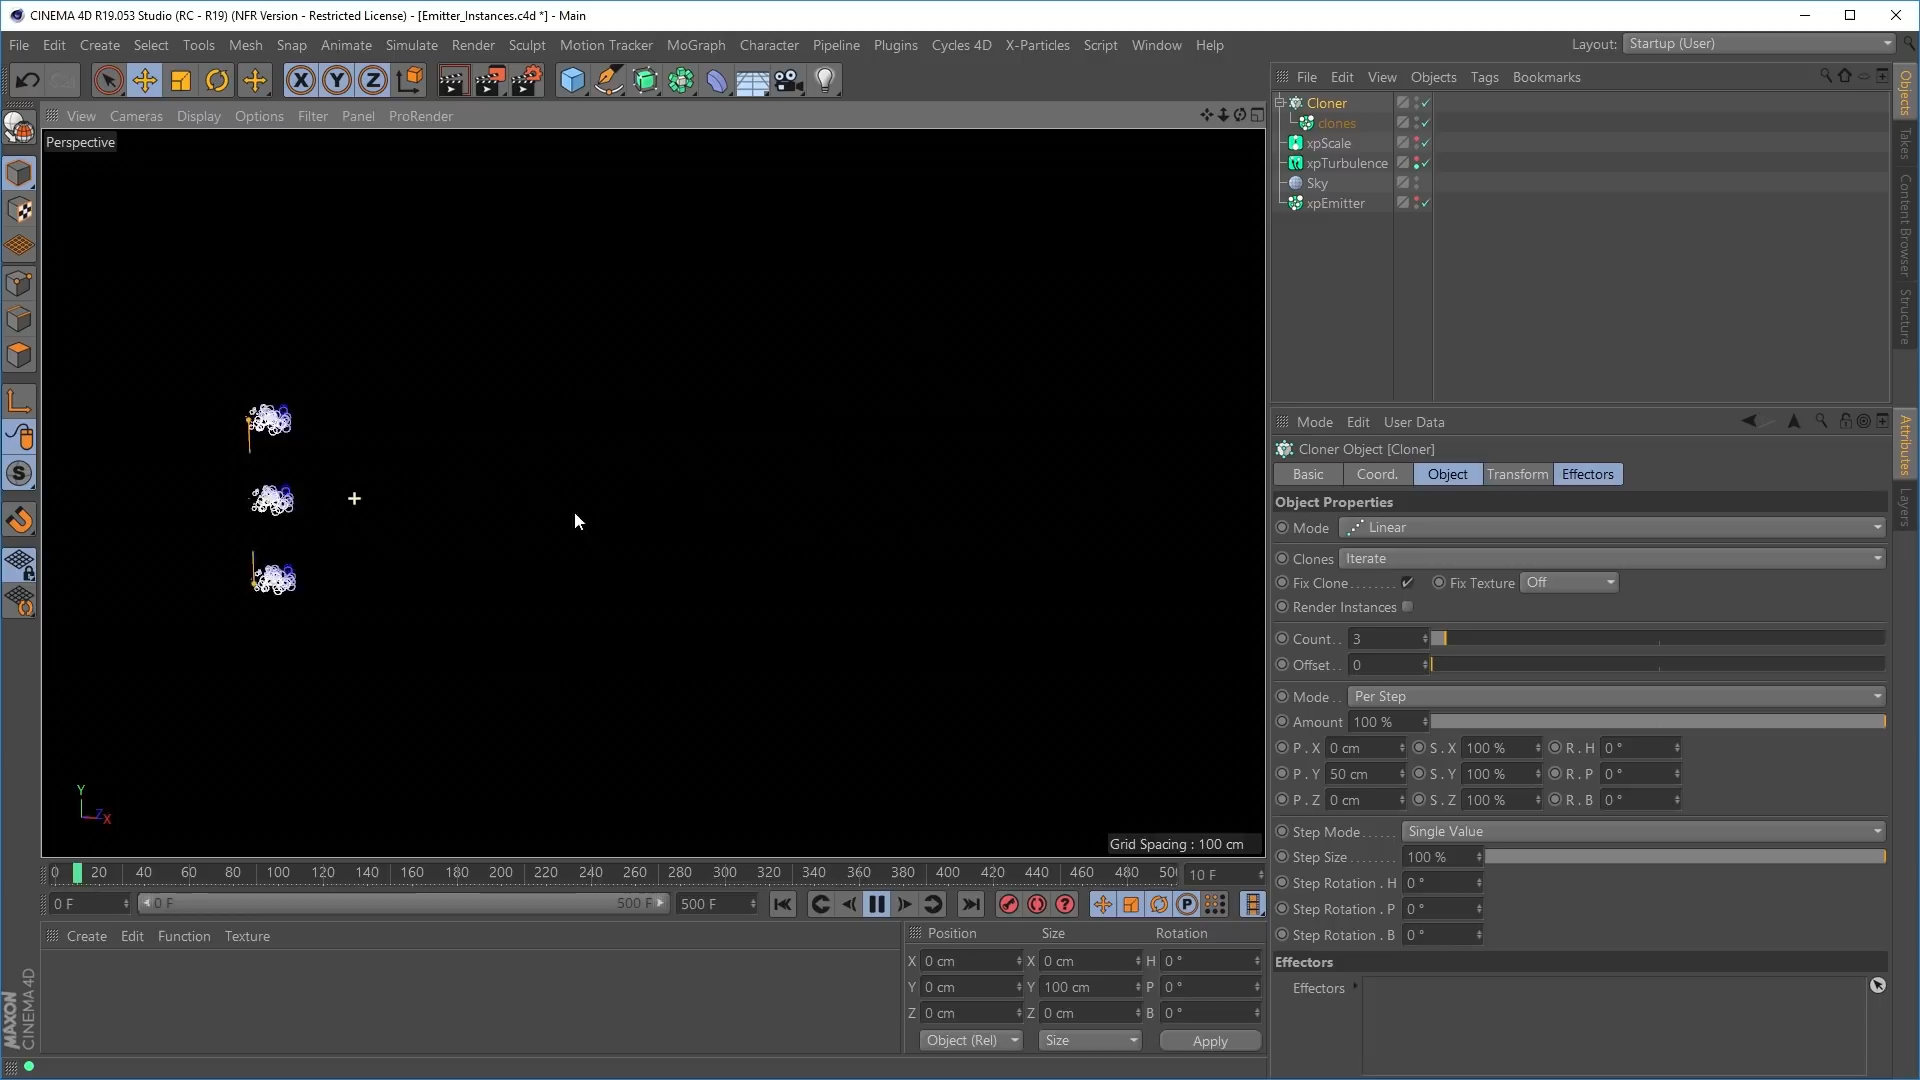 CINEMA 4D R19.053 Studio (RC - R19) (NFR Version - Restricted License) - [Emitter_Instances.c4d *] - Main
File Edit Create Select Tools Mesh Snap Animate Simulate Render Sculpt Motion Tracker MoGraph Character Pipeline Plugins Cycles 4D X-Particles Script Window Help Layout: Startup (User)
File Edit View Objects Tags Bookmarks
View Cameras Display Options Filter Panel ProRender
Perspective
Cloner
clones
xpScale
xpTurbulence
Sky
xpEmitter
Objects
Takes
Content Browser
Structure
Mode Edit User Data
Cloner Object [Cloner]
Basic Coord. Object Transform Effectors
Object Properties
Mode Linear
Clones Iterate
Fix Clone........ Fix Texture Off
Render Instances
Count.. 3
Offset.. 0
Mode.. Per Step
Amount 100 %
P . X 0 cm S . X 100 % R . H 0 °
P . Y 50 cm S . Y 100 % R . P 0 °
P . Z 0 cm S . Z 100 % R . B 0 °
Step Mode...... Single Value
Step Size........ 100 %
Step Rotation . H 0 °
Step Rotation . P 0 °
Step Rotation . B 0 °
Effectors
Effectors
Attributes
Layers
Y
Z
X
Grid Spacing : 100 cm
0 20 40 60 80 100 120 140 160 180 200 220 240 260 280 300 320 340 360 380 400 420 440 460 480 50 10 F
0 F 0 F 500 F 500 F
Create Edit Function Texture
Position Size Rotation
X 0 cm X 0 cm H 0 °
Y 0 cm Y 100 cm P 0 °
Z 0 cm Z 0 cm B 0 °
Object (Rel) Size Apply
MAXON
CINEMA 4D